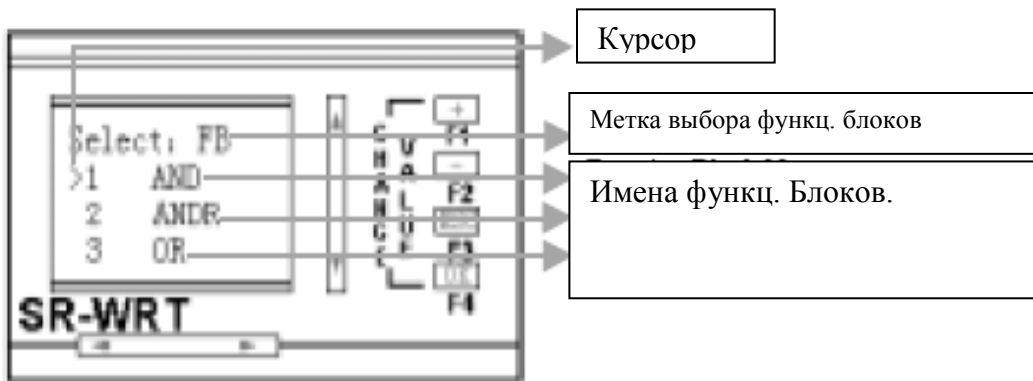 Курсор
Метка выбора функц. блоков
Имена функц. Блоков.
Select: FB
>1 AND
2 ANDR
3 OR
CHANGE
VALUE
+
F1
-
F2
F3
F4
SR-WRT